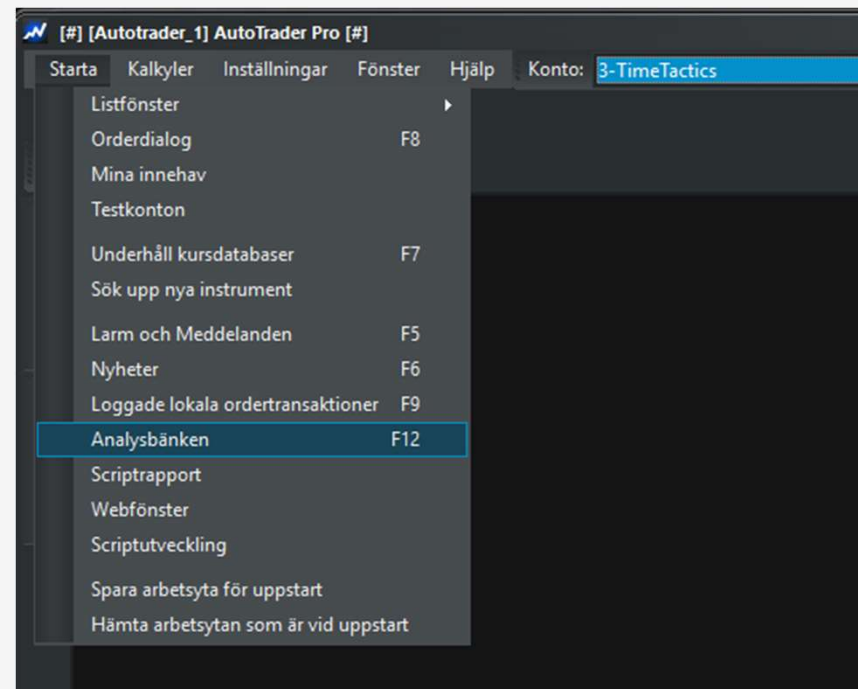 [#] [Autotrader_1] AutoTrader Pro [#]
Starta Kalkyler Inställningar Fönster Hjälp Konto: 3-TimeTactics
Listfönster
Orderdialog F8
Mina innehav
Testkonton
Underhåll kursdatabaser F7
Sök upp nya instrument
Larm och Meddelanden F5
Nyheter F6
Loggade lokala ordertransaktioner F9
Analysbänken F12
Scriptrapport
Webfönster
Scriptutveckling
Spara arbetsyta för uppstart
Hämta arbetsytan som är vid uppstart